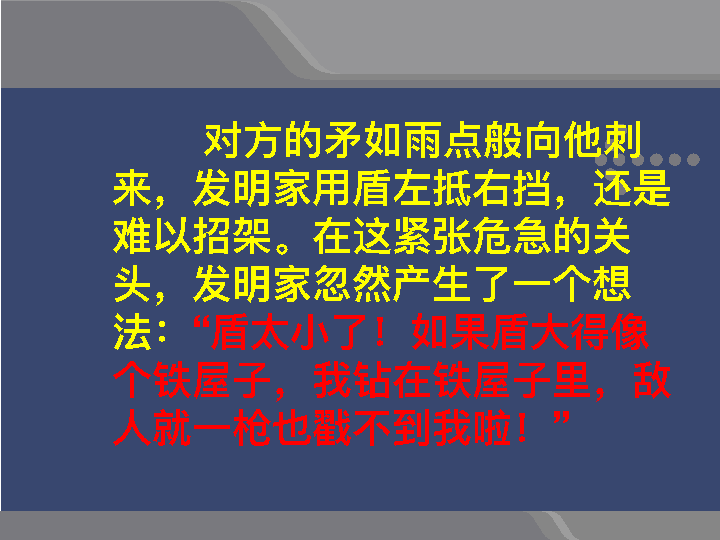 对方的矛如雨点般向他刺
来，发明家用盾左抵右挡，还是
难以招架。在这紧张危急的关
头，发明家忽然产生了一个想
法：“盾太小了！如果盾大得像
个铁屋子，我钻在铁屋子里，敌
人就一枪也戳不到我啦！”